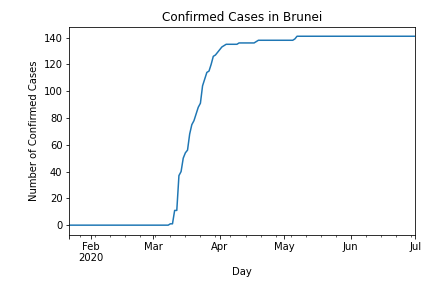 Confirmed Cases in Brunei
Number of Confirmed Cases
140
120
100
80
60
40
20
0
Feb Mar Apr May Jun Jul
2020
Day